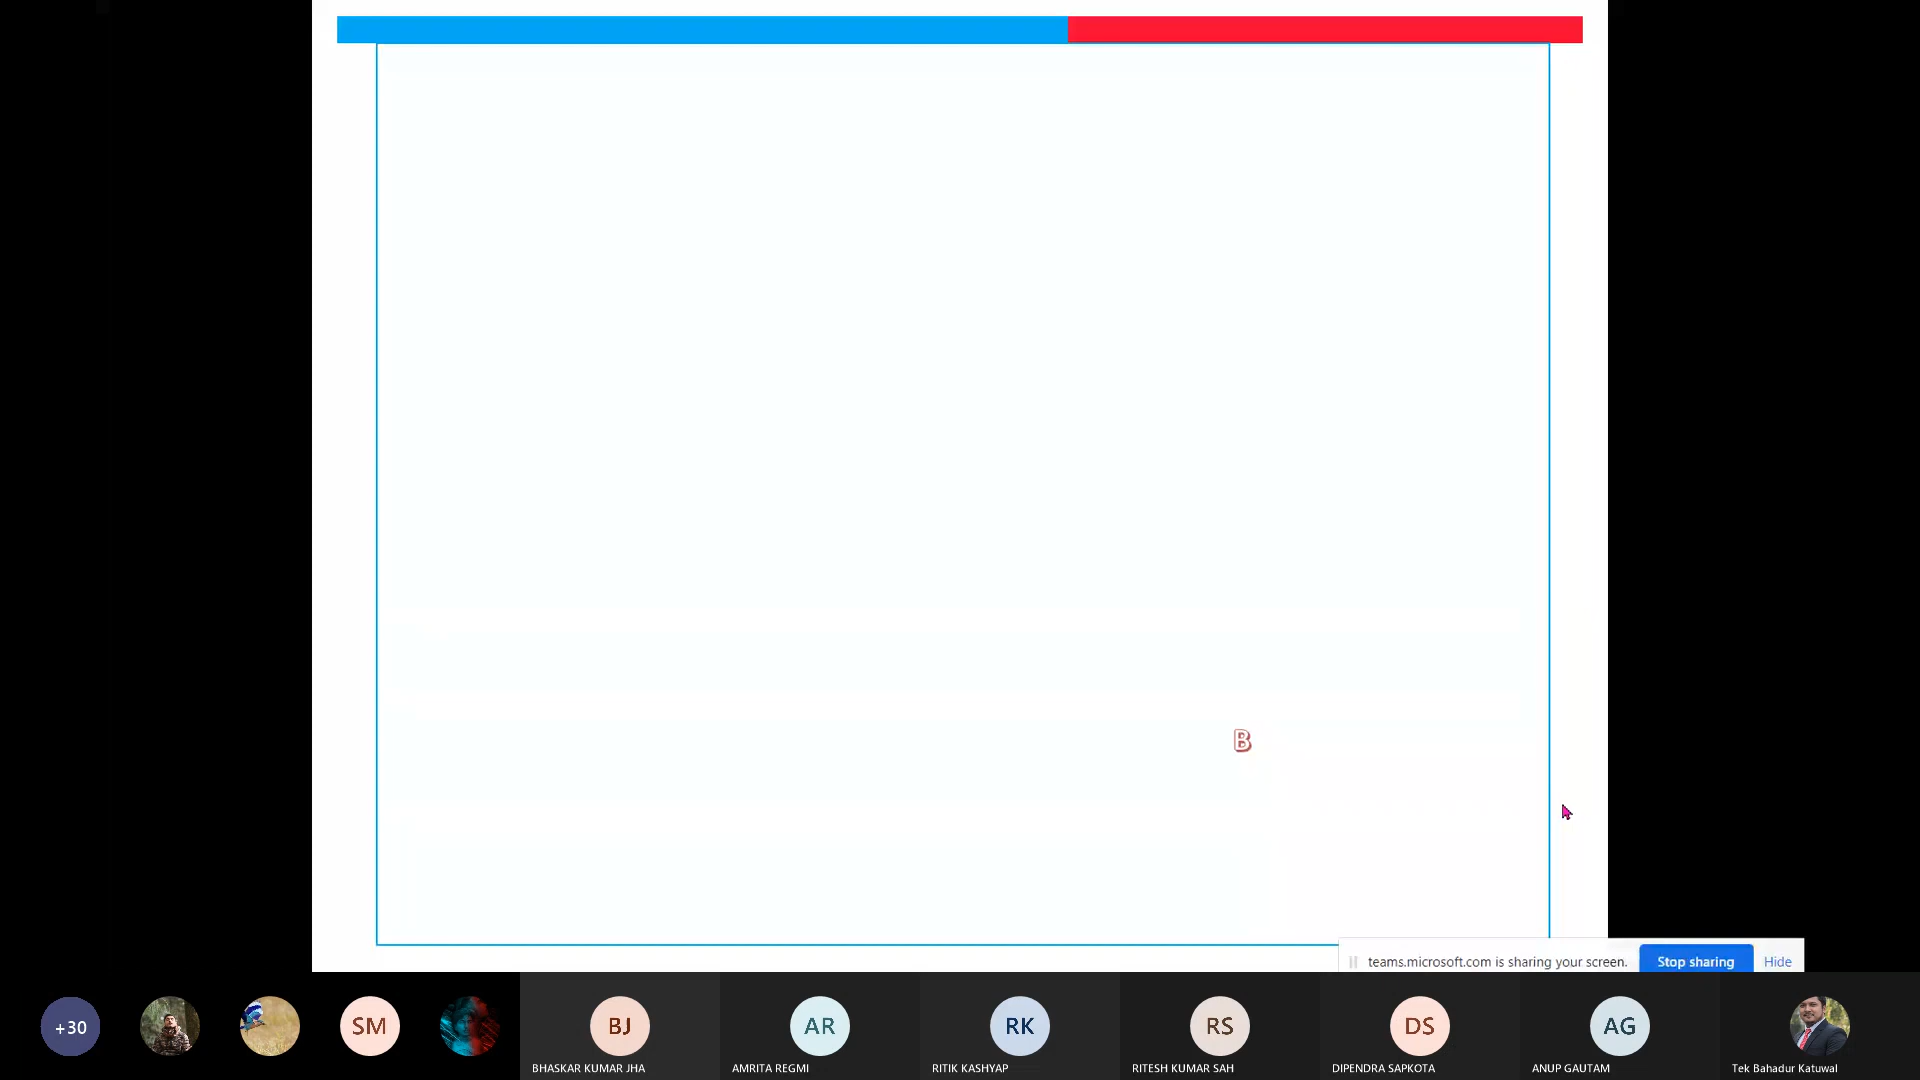 B
teams.microsoft.com is sharing your screen. Stop sharing Hide
+30 SM BJ AR RK RS DS AG
BHASKAR KUMAR JHA AMRITA REGMI RITIK KASHYAP RITESH KUMAR SAH DIPENDRA SAPKOTA ANUP GAUTAM Tek Bahadur Katuwal